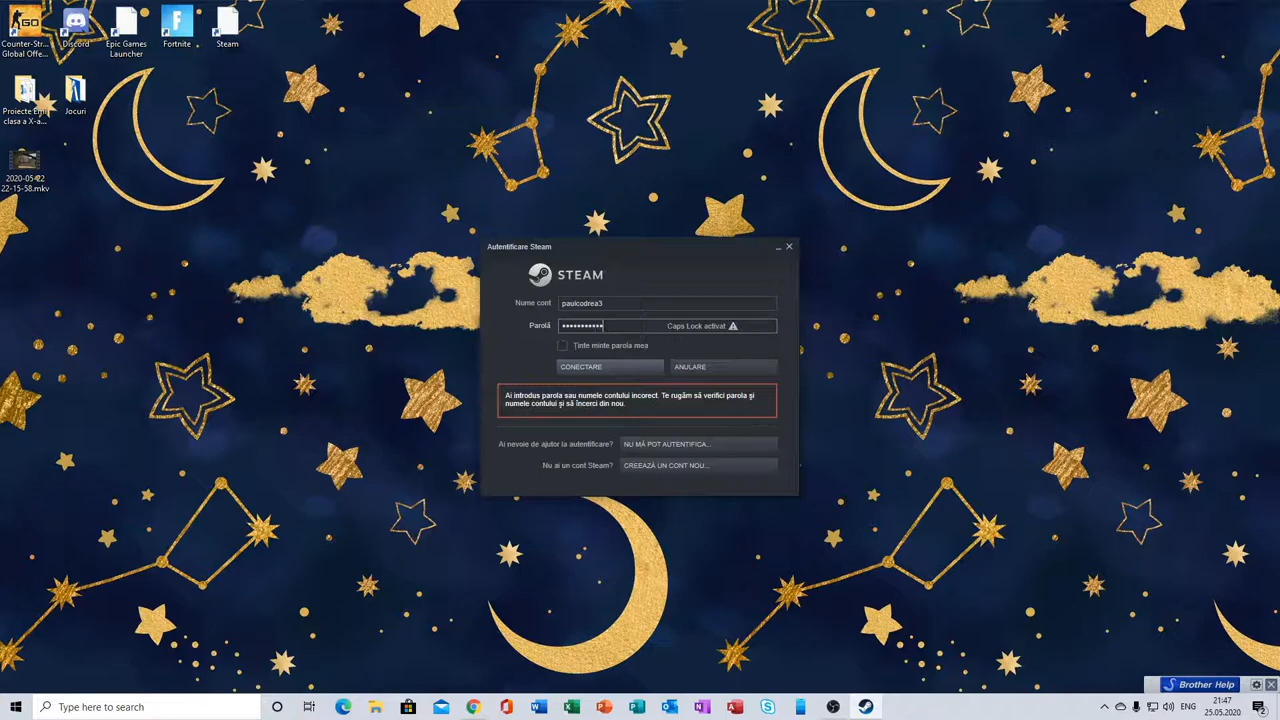 Counter-Str...
Global Offe...
Discord
Epic Games
Launcher
Fortnite
Steam
Proiecte Emi
clasa a X-a...
Jocuri
2020-05-22
22-15-58.mkv
Autentificare Steam
STEAM
Nume cont
paulcodrea3
Parolă
Caps Lock activat
Ține minte parola mea
CONECTARE
ANULARE
Ai introdus parola sau numele contului incorect. Te rugăm să verifici parola și
numele contului și să încerci din nou.
Ai nevoie de ajutor la autentificare?
NU MĂ POT AUTENTIFICA...
Nu ai un cont Steam?
CREEAZĂ UN CONT NOU...
Brother Help
Type here to search
ENG
21:47
25.05.2020
2